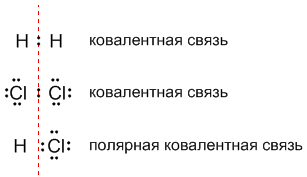 H : H ковалентная связь
:Cl : Cl: ковалентная связь
H :Cl: полярная ковалентная связь